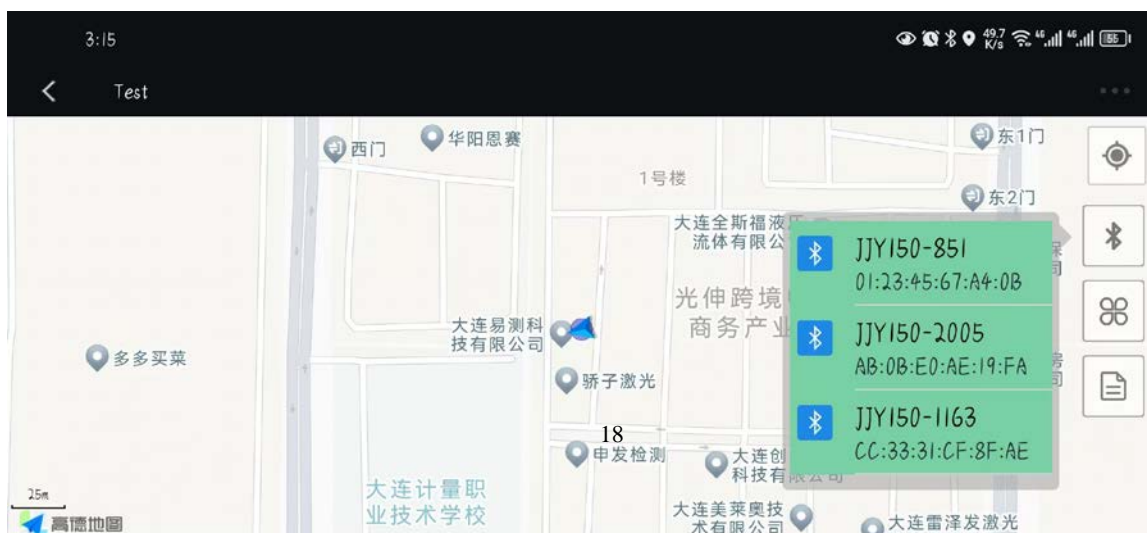 3:15
49.7
K/s
4G
4G
55
Test
西门
华阳恩赛
东1门
1号楼
东2门
大连全斯福液
流体有限公
JJY150-851
01:23:45:67:A4:0B
光伸跨境
商务产业
JJY150-2005
AB:0B:E0:AE:19:FA
大连易测科
技有限公司
多多买菜
骄子激光
JJY150-1163
CC:33:31:CF:8F:AE
18
申发检测
大连创
科技有限公司
大连计量职
业技术学校
25m
高德地图
大连美莱奥技
术有限公司
大连雷泽发激光